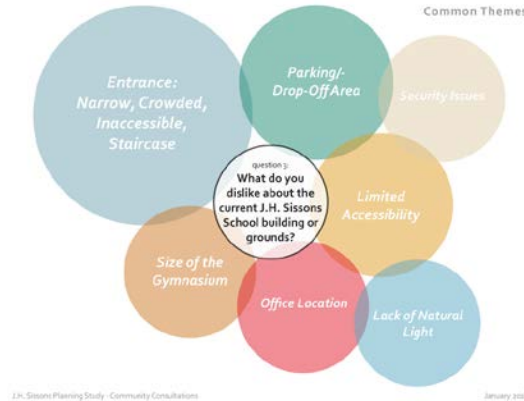 Common Themes
Entrance:
Narrow, Crowded,
Inaccessible,
Staircase
Parking/-
Drop-Off Area
Security Issues
question 3:
What do you
dislike about the
current J.H. Sissons
School building or
grounds?
Limited
Accessibility
Size of the
Gymnasium
Office Location
Lack of Natural
Light
J.H. Sissons Planning Study - Community Consultations
January